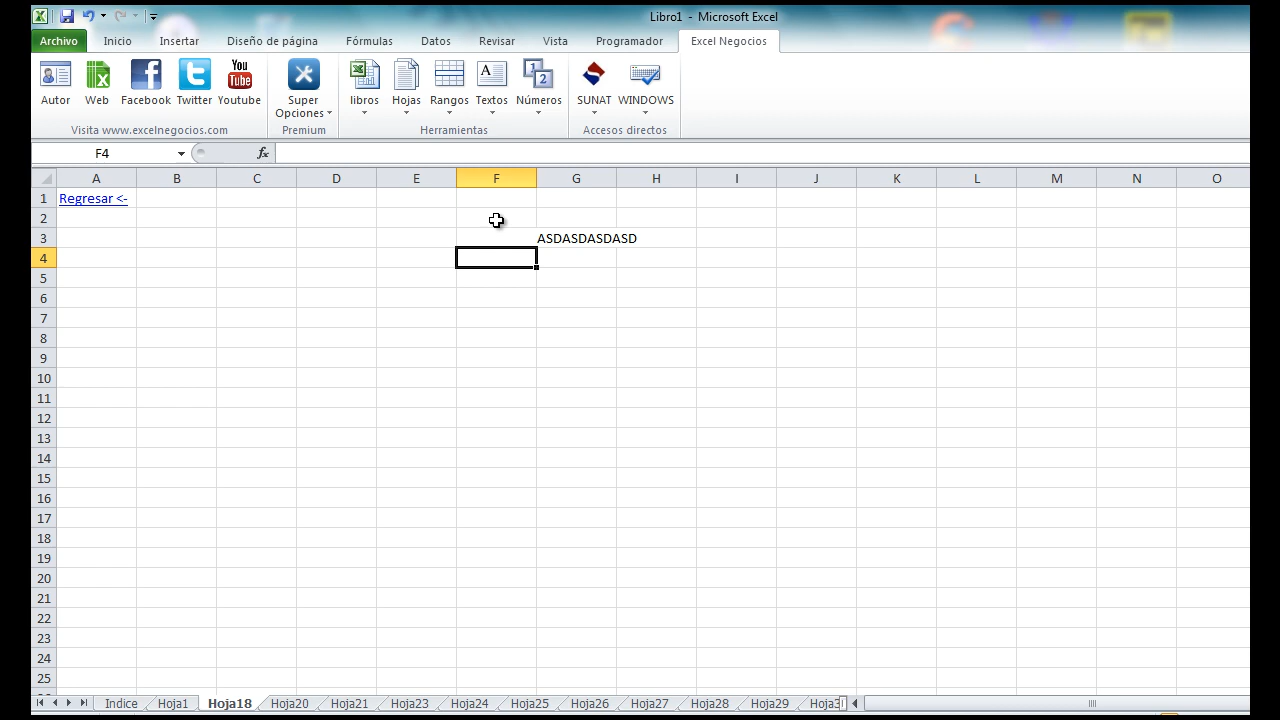 Libro1 - Microsoft Excel
Archivo Inicio Insertar Diseño de página Fórmulas Datos Revisar Vista Programador Excel Negocios
You Tube
Autor Web Facebook Twitter Youtube Super Opciones libros Hojas Rangos Textos Números SUNAT WINDOWS
Visita www.excelnegocios.com Premium Herramientas Accesos directos
F4 fx
A B C D E F G H I J K L M N O
1 Regresar <-
2
3 ASDASDASDASD
4
5
6
7
8
9
10
11
12
13
14
15
16
17
18
19
20
21
22
23
24
25
Indice Hoja1 Hoja18 Hoja20 Hoja21 Hoja23 Hoja24 Hoja25 Hoja26 Hoja27 Hoja28 Hoja29